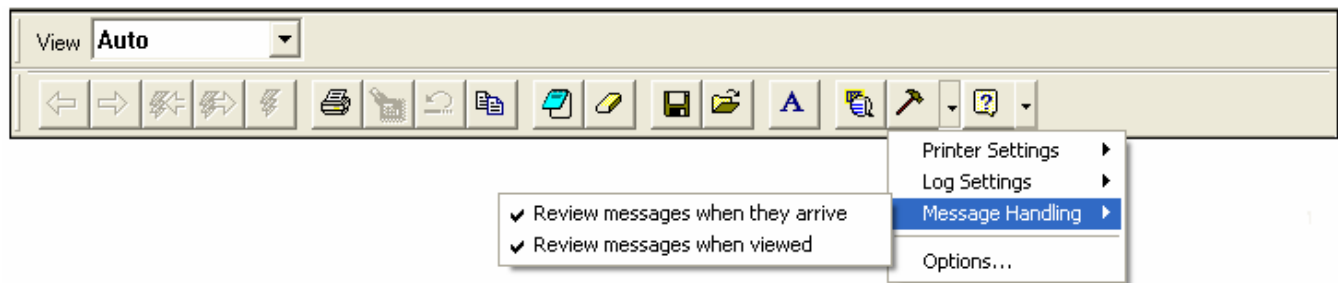 View Auto
A
Printer Settings
Log Settings
Message Handling
Review messages when they arrive
Review messages when viewed
Options...